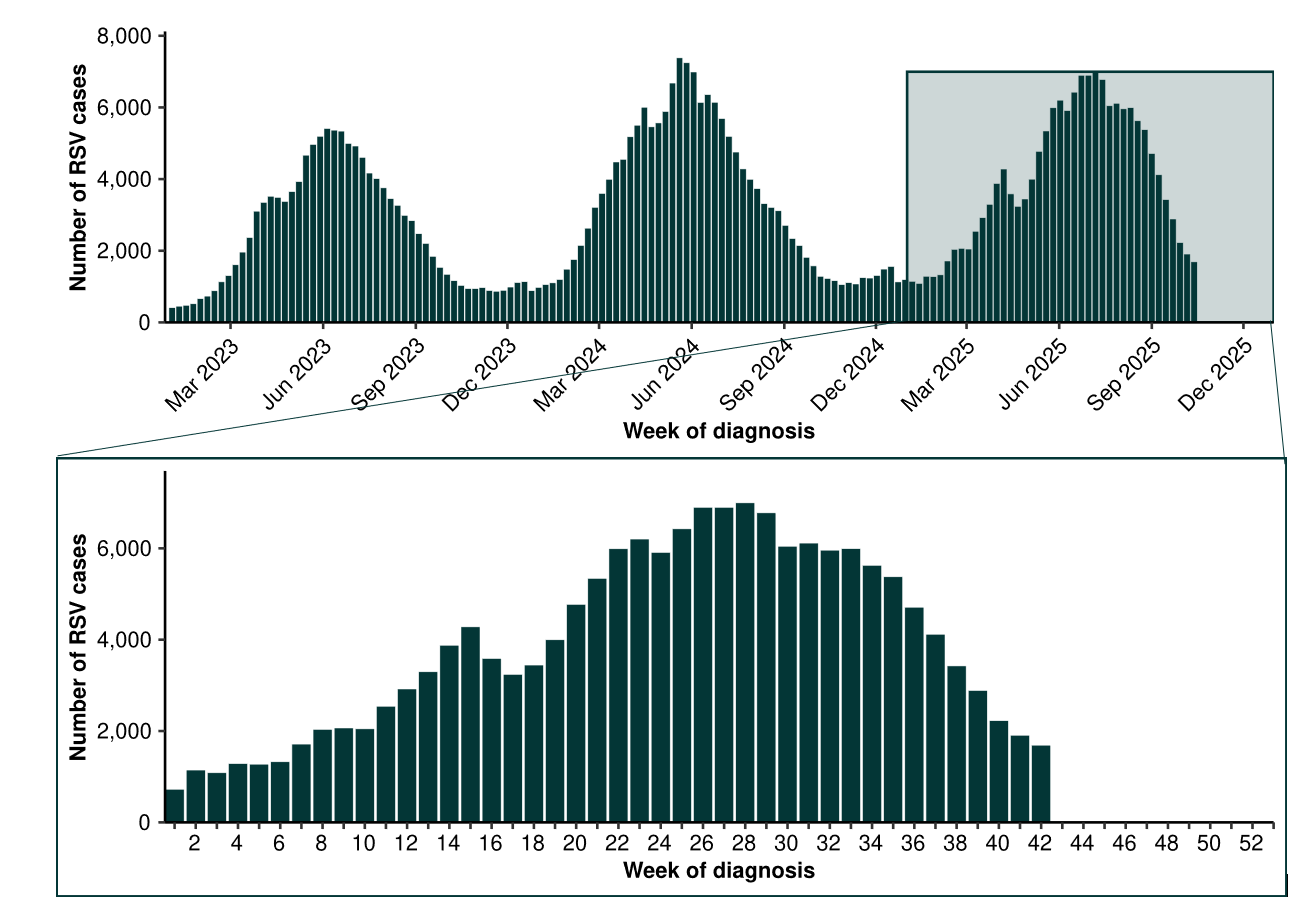 8,000
6,000
4,000
2,000
0
Number of RSV cases
Mar 2023
Jun 2023
Sep 2023
Dec 2023
Mar 2024
Jun 2024
Sep 2024
Dec 2024
Mar 2025
Jun 2025
Sep 2025
Dec 2025
Week of diagnosis
6,000
4,000
2,000
0
Number of RSV cases
2 4 6 8 10 12 14 16 18 20 22 24 26 28 30 32 34 36 38 40 42 44 46 48 50 52
Week of diagnosis